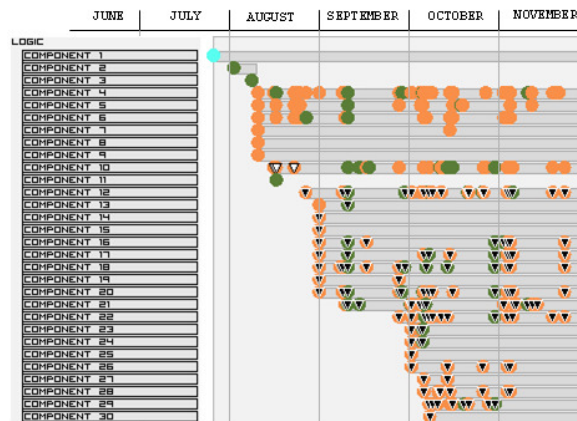 JUNE JULY AUGUST SEPTEMBER OCTOBER NOVEMBER
LOGIC
COMPONENT 1
COMPONENT 2
COMPONENT 3
COMPONENT 4
COMPONENT 5
COMPONENT 6
COMPONENT 7
COMPONENT 8
COMPONENT 9
COMPONENT 10
COMPONENT 11
COMPONENT 12
COMPONENT 13
COMPONENT 14
COMPONENT 15
COMPONENT 16
COMPONENT 17
COMPONENT 18
COMPONENT 19
COMPONENT 20
COMPONENT 21
COMPONENT 22
COMPONENT 23
COMPONENT 24
COMPONENT 25
COMPONENT 26
COMPONENT 27
COMPONENT 28
COMPONENT 29
COMPONENT 30